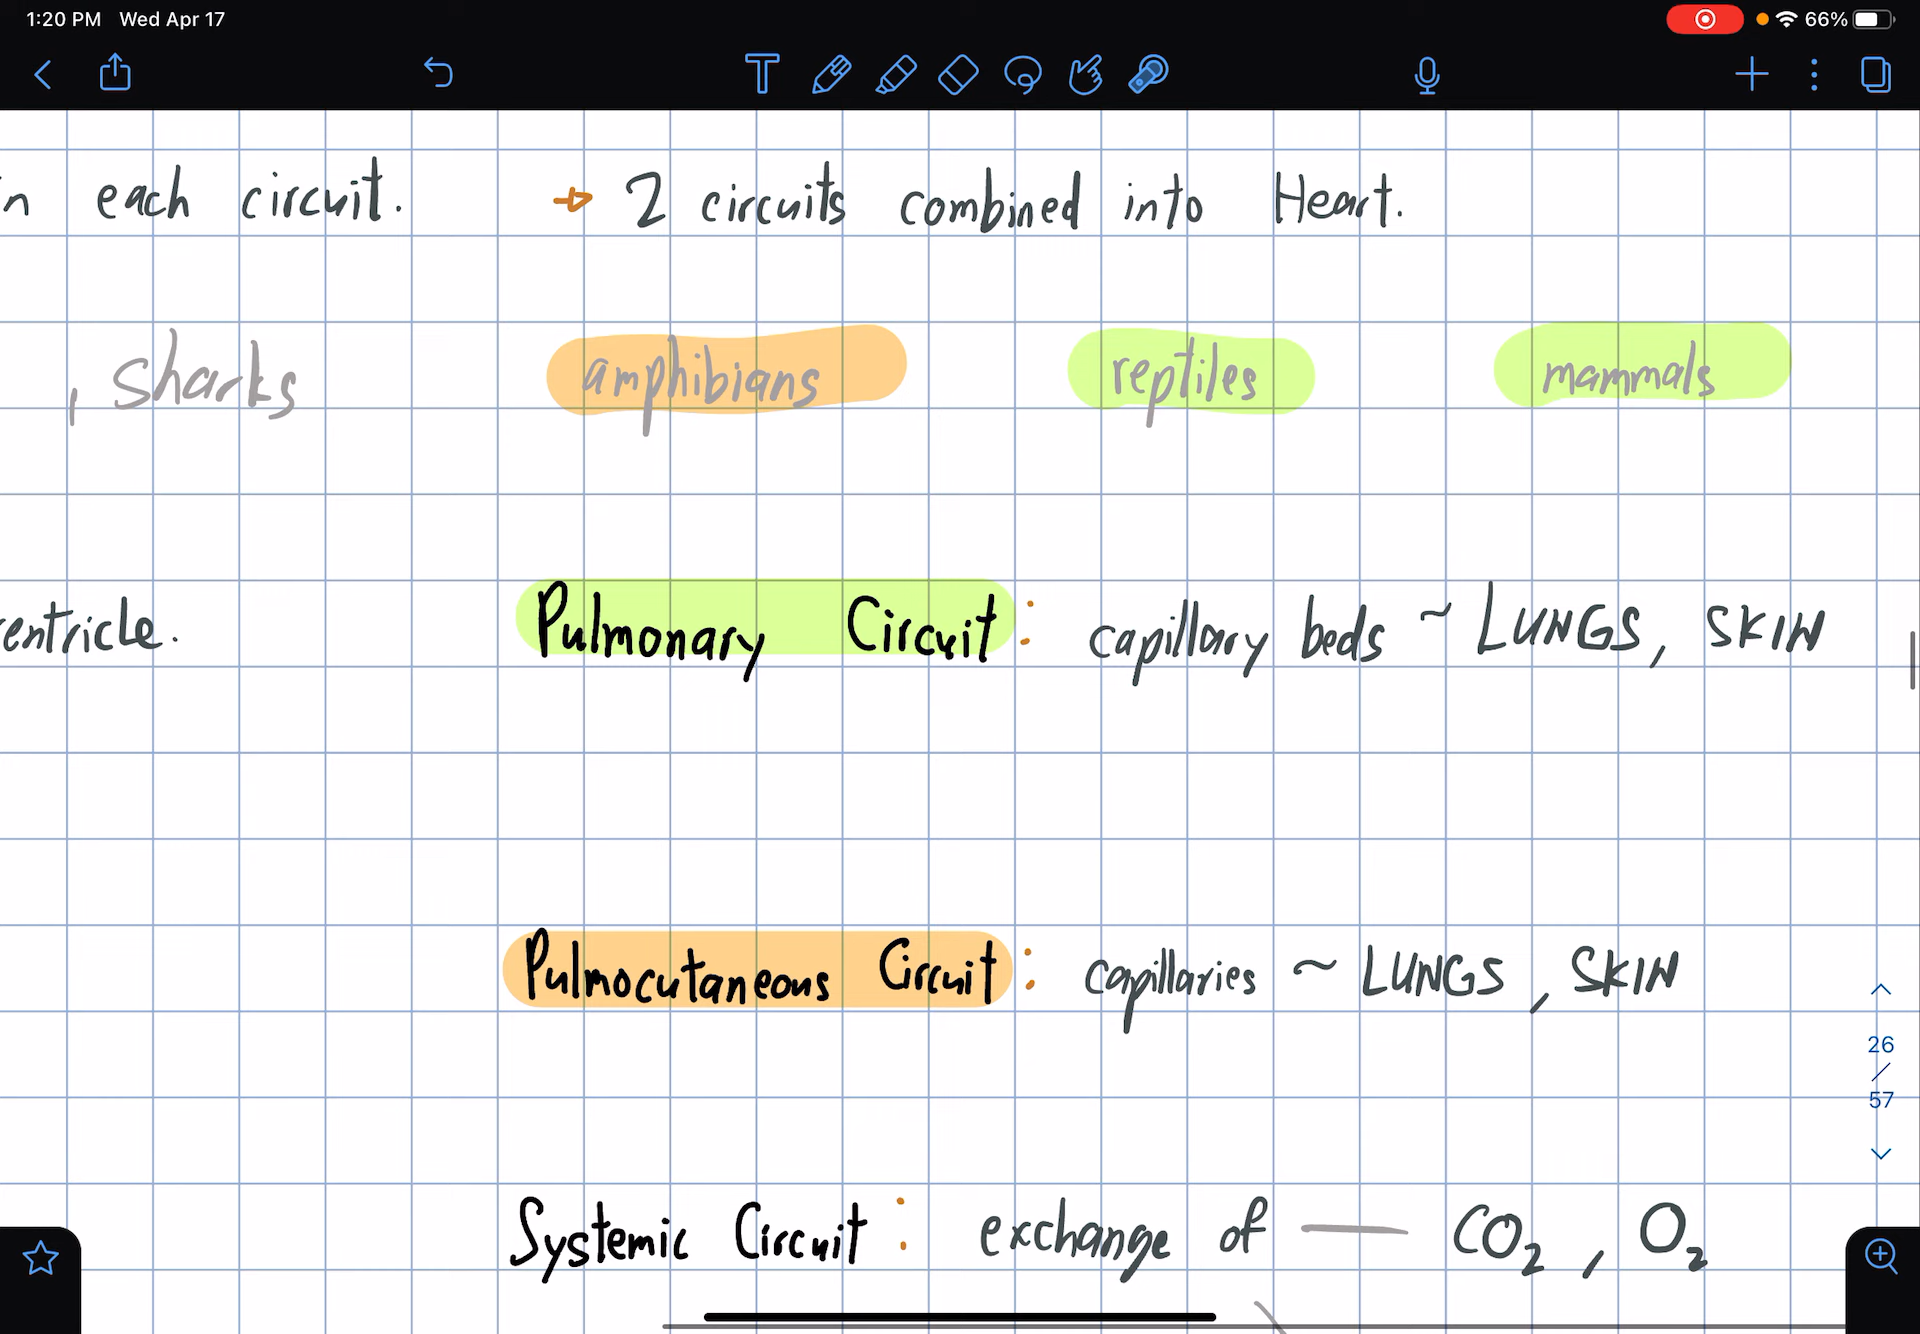 1:20 PM Wed Apr 17
66%
n each circuit. → 2 circuits combined into Heart.
, sharks amphibians reptiles mammals
entricle. Pulmonary Circuit: capillary beds ~ LUNGS, SKIN
Pulmocutaneous Circuit: capillaries ~ LUNGS, SKIN
26
/
57
Systemic Circuit: exchange of — CO₂, O₂